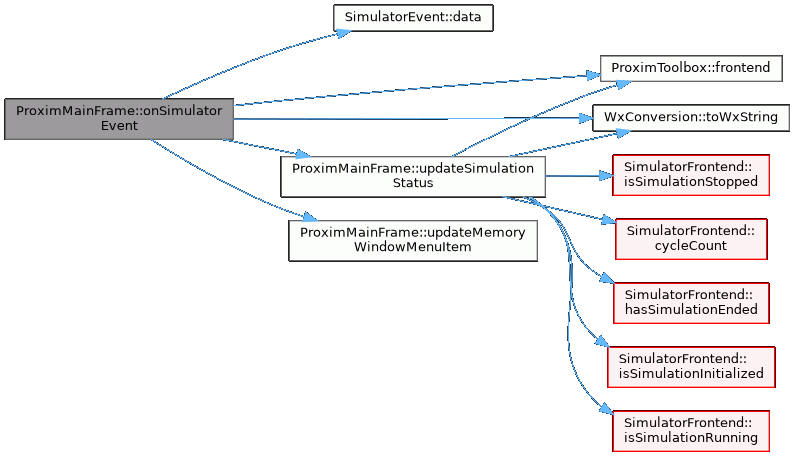 SimulatorEvent::data
ProximToolbox::frontend
ProximMainFrame::onSimulator
Event
WxConversion::toWxString
ProximMainFrame::updateSimulation
Status
SimulatorFrontend::
isSimulationStopped
ProximMainFrame::updateMemory
WindowMenuItem
SimulatorFrontend::
cycleCount
SimulatorFrontend::
hasSimulationEnded
SimulatorFrontend::
isSimulationInitialized
SimulatorFrontend::
isSimulationRunning